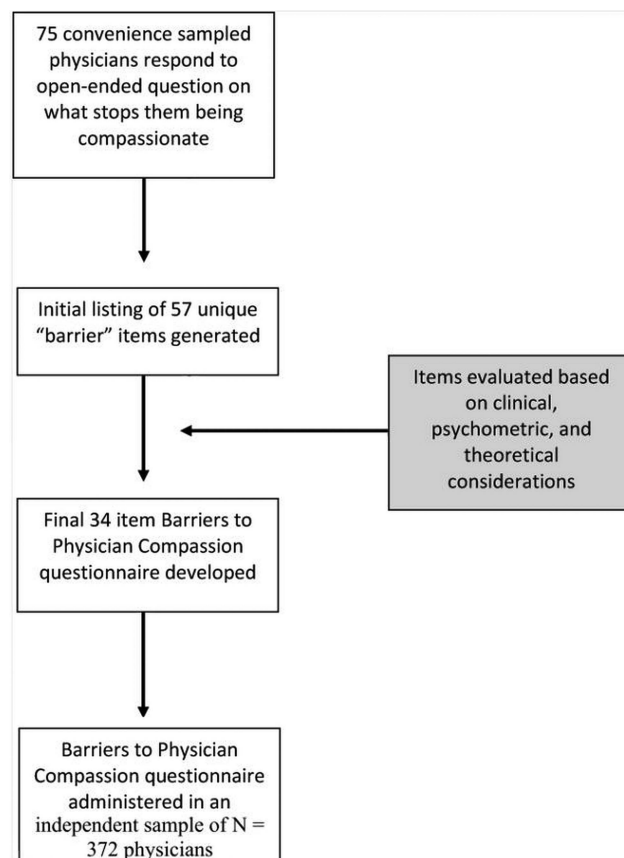 75 convenience sampled
physicians respond to
open-ended question on
what stops them being
compassionate
Initial listing of 57 unique
“barrier” items generated
Items evaluated based
on clinical,
psychometric, and
theoretical
considerations
Final 34 item Barriers to
Physician Compassion
questionnaire developed
Barriers to Physician
Compassion questionnaire
administered in an
independent sample of N =
372 physicians